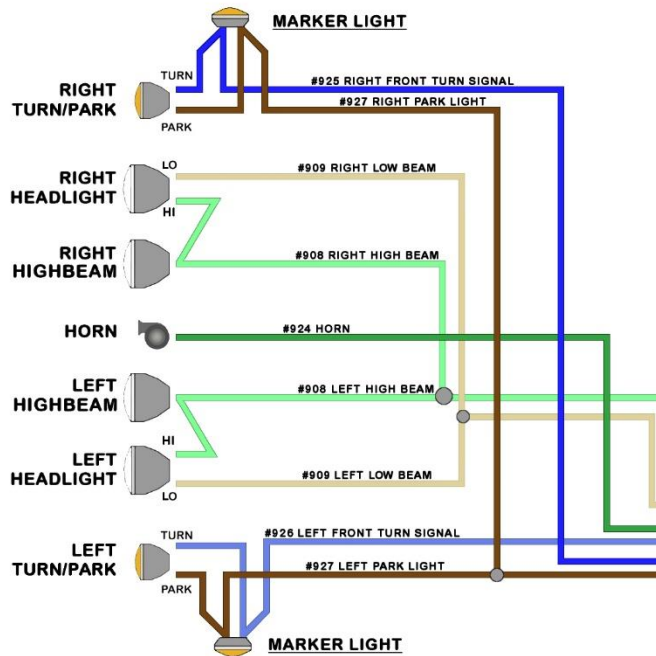 MARKER LIGHT
TURN
#925 RIGHT FRONT TURN SIGNAL
RIGHT
TURN/PARK
#927 RIGHT PARK LIGHT
PARK
LO
#909 RIGHT LOW BEAM
RIGHT
HEADLIGHT
HI
RIGHT
HIGHBEAM
#908 RIGHT HIGH BEAM
HORN
#924 HORN
LEFT
HIGHBEAM
#908 LEFT HIGH BEAM
HI
LEFT
HEADLIGHT
#909 LEFT LOW BEAM
LO
TURN
#926 LEFT FRONT TURN SIGNAL
LEFT
TURN/PARK
#927 LEFT PARK LIGHT
PARK
MARKER LIGHT